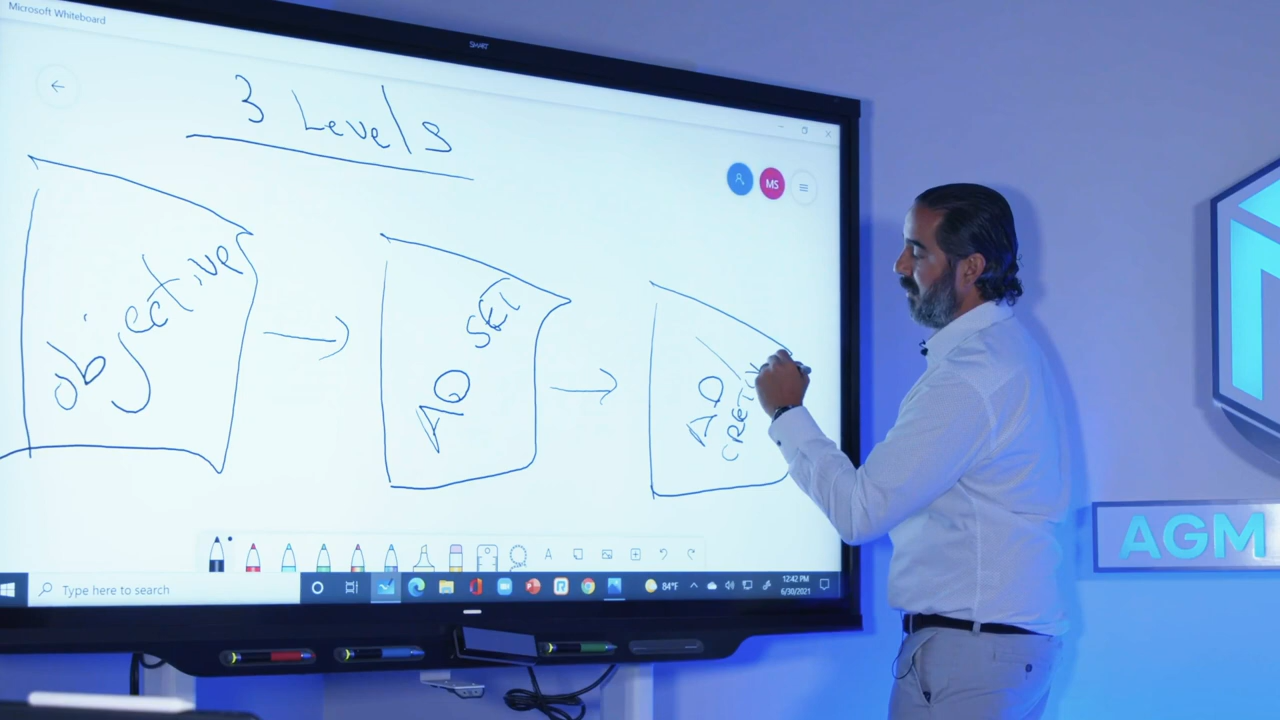 Microsoft Whiteboard
SMART
3 Levels
MS
objective
AD SET
AD
A
Type here to search
84°F
12:42 PM
6/30/2021
AGM